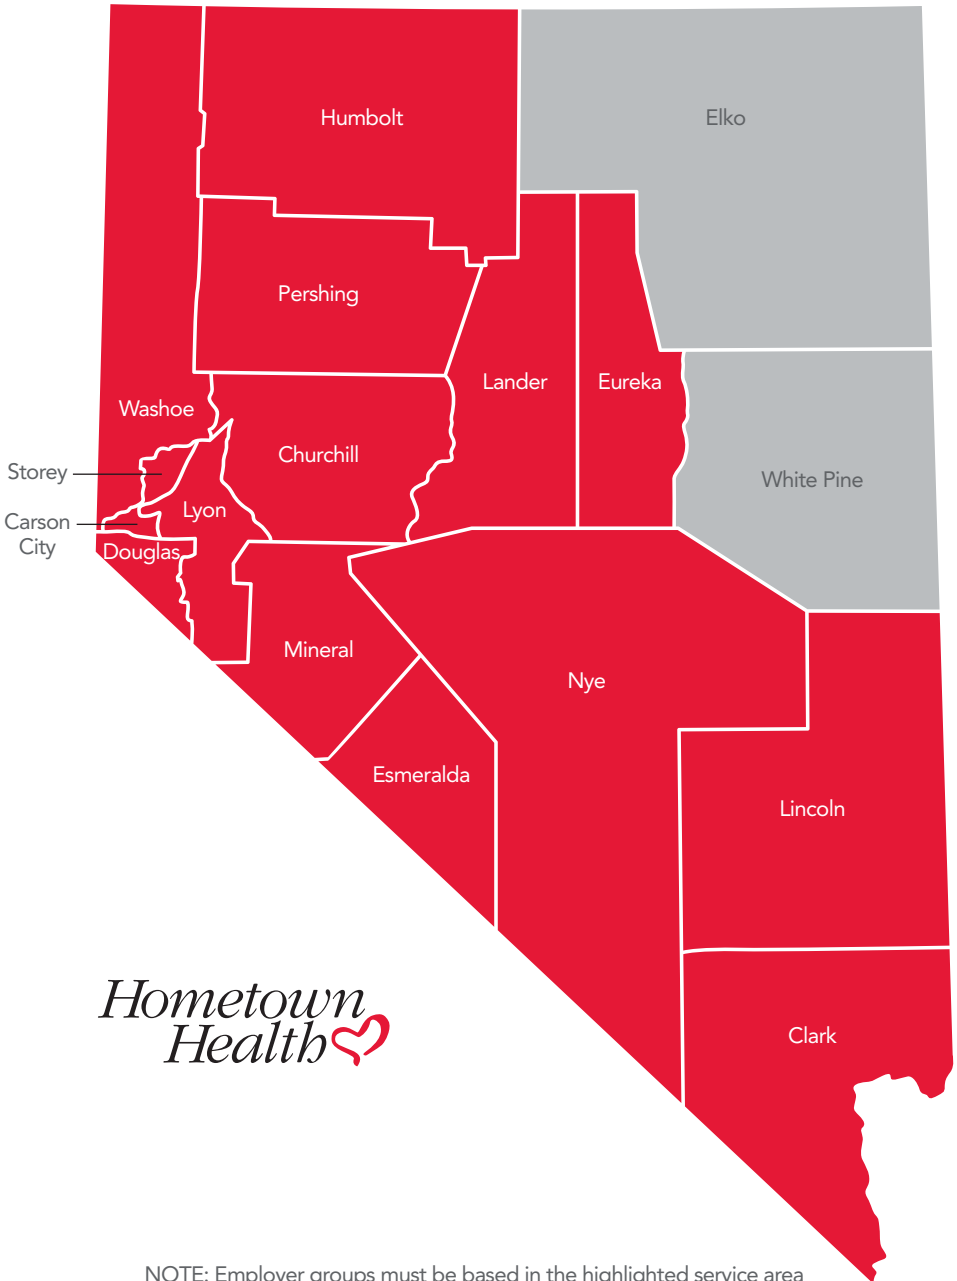 Humbolt
Elko
Pershing
Lander
Eureka
Washoe
Churchill
Storey
White Pine
Lyon
Carson
City
Douglas
Mineral
Nye
Esmeralda
Lincoln
Hometown
Health
Clark
NOTE: Employer groups must be based in the highlighted service area